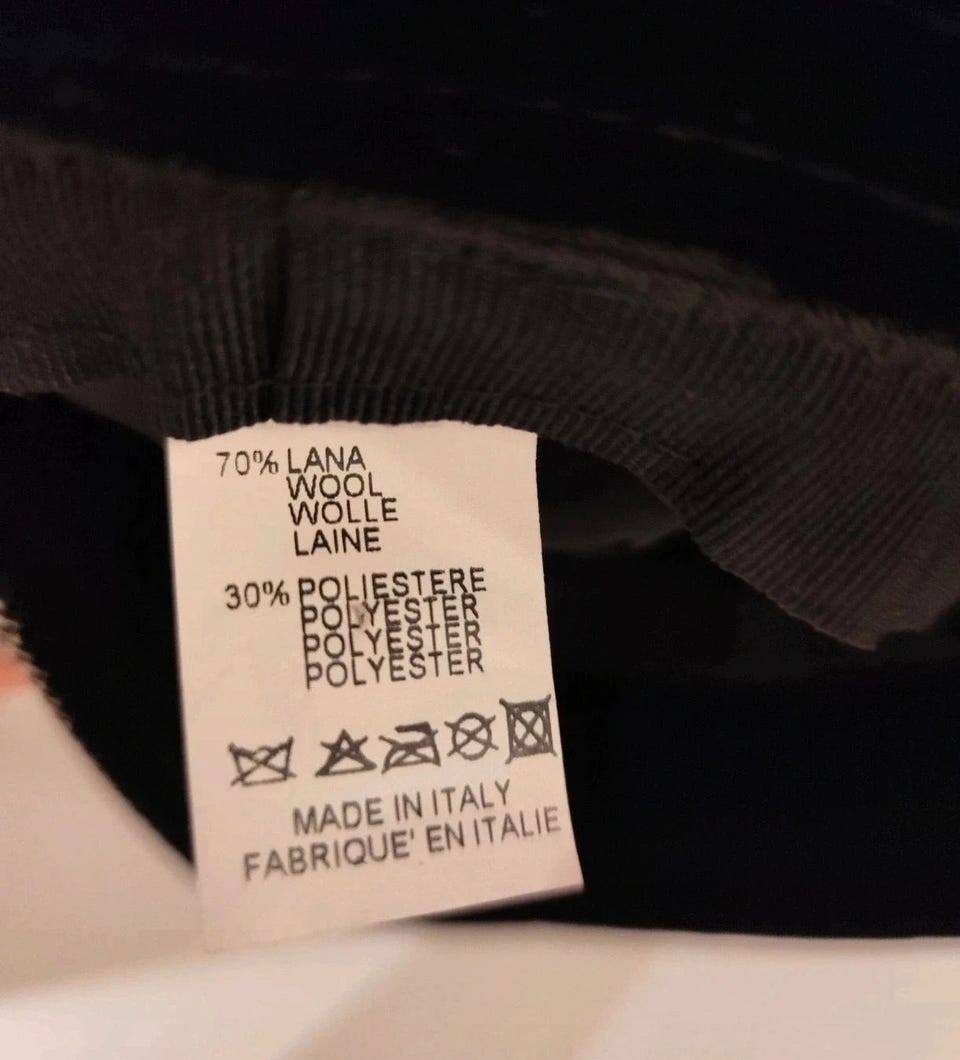 70% LANA
WOOL
WOLLE
LAINE
30% POLIESTERE
POLYESTER
POLYESTER
POLYESTER
MADE IN ITALY
FABRIQUE' EN ITALIE